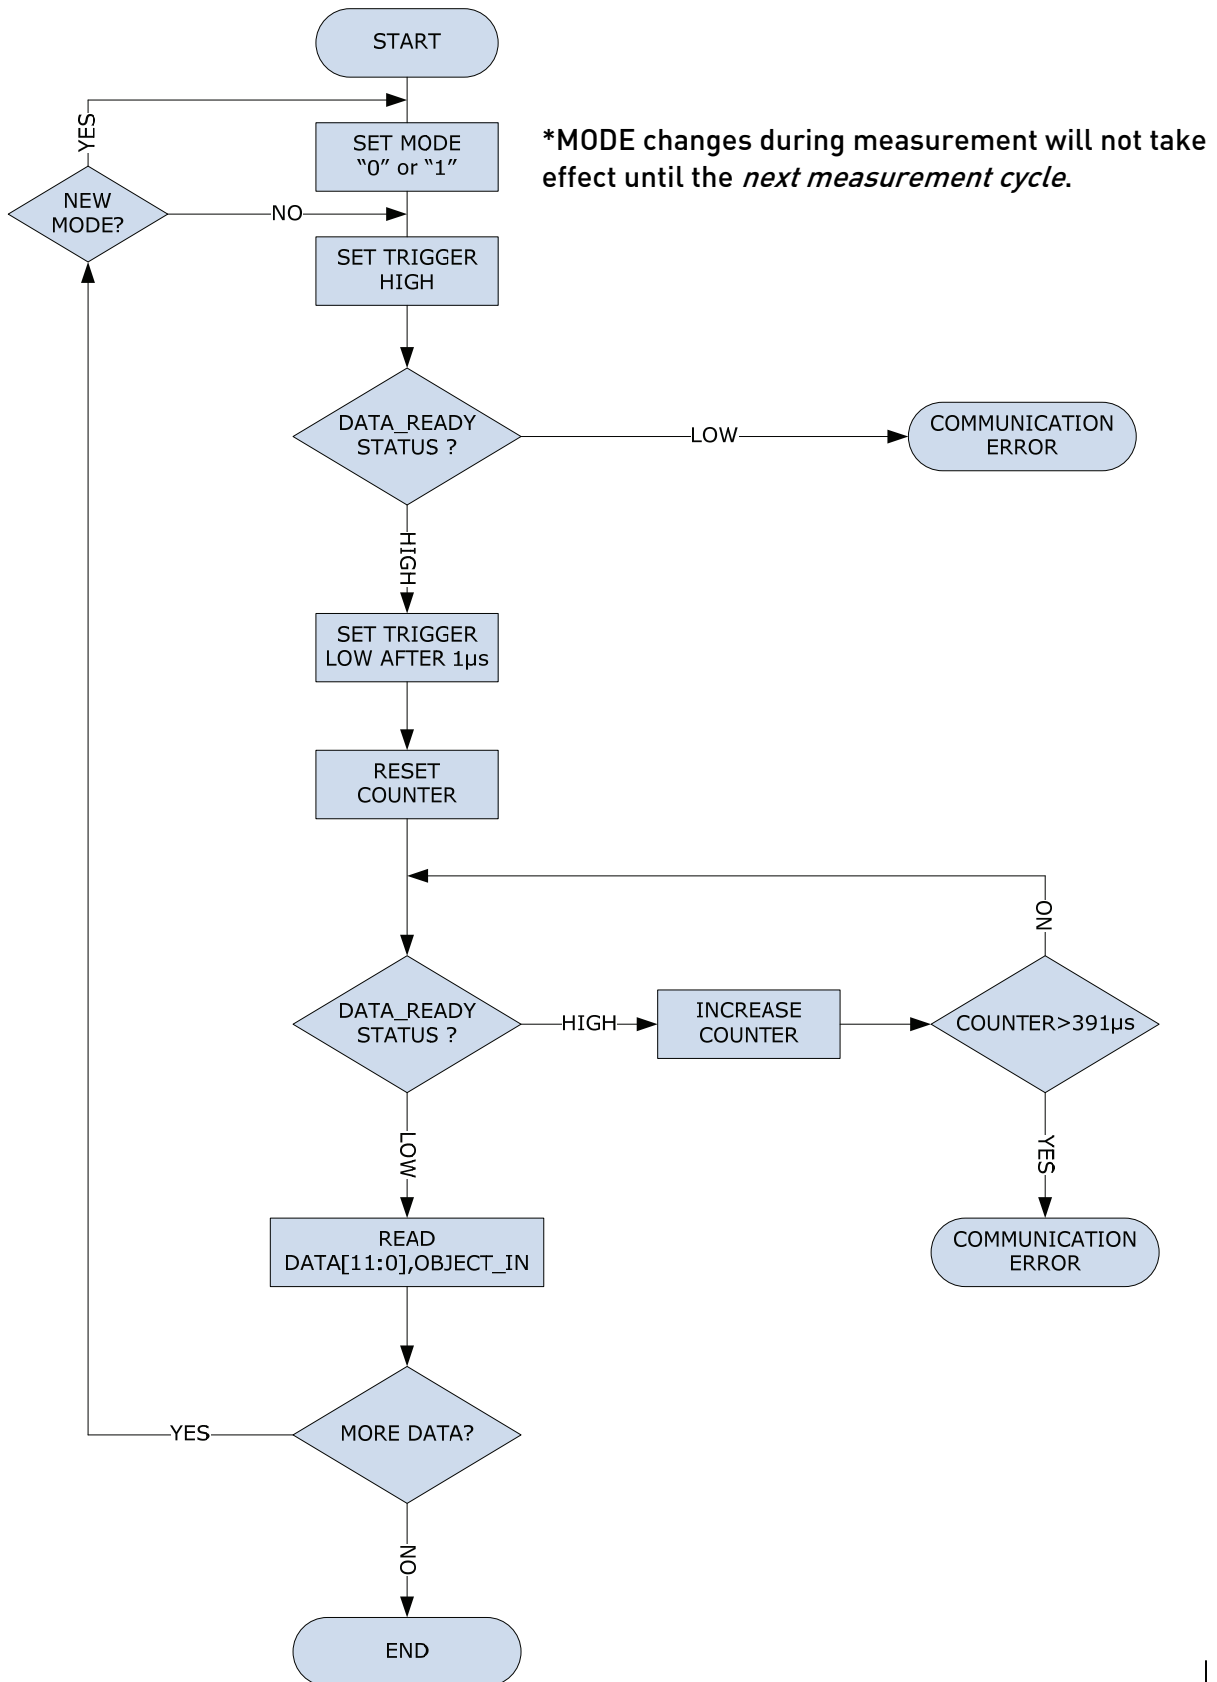 START
YES
SET MODE
“0” or “1”
*MODE changes during measurement will not take
effect until the next measurement cycle.
NEW
MODE?
NO
SET TRIGGER
HIGH
DATA_READY
STATUS ?
LOW
COMMUNICATION
ERROR
HIGH
SET TRIGGER
LOW AFTER 1µs
RESET
COUNTER
NO
DATA_READY
STATUS ?
HIGH
INCREASE
COUNTER
COUNTER>391µs
LOW
YES
READ
DATA[11:0],OBJECT_IN
COMMUNICATION
ERROR
YES
MORE DATA?
NO
END